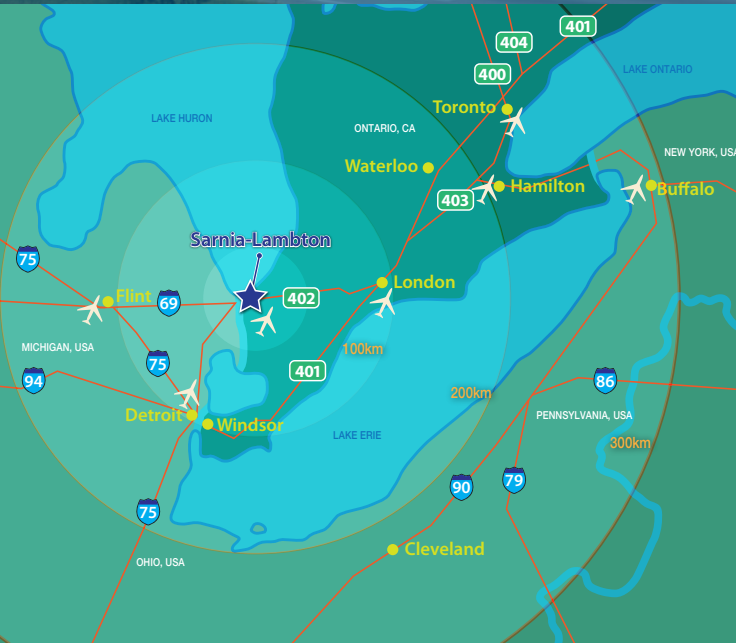 401
404
LAKE ONTARIO
400
Toronto
LAKE HURON
ONTARIO, CA
Waterloo
NEW YORK, USA
Hamilton
Buffalo
403
Sarnia-Lambton
75
London
Flint
69
402
MICHIGAN, USA
100km
75
401
94
86
200km
Detroit
PENNSYLVANIA, USA
Windsor
LAKE ERIE
300km
79
90
75
Cleveland
OHIO, USA